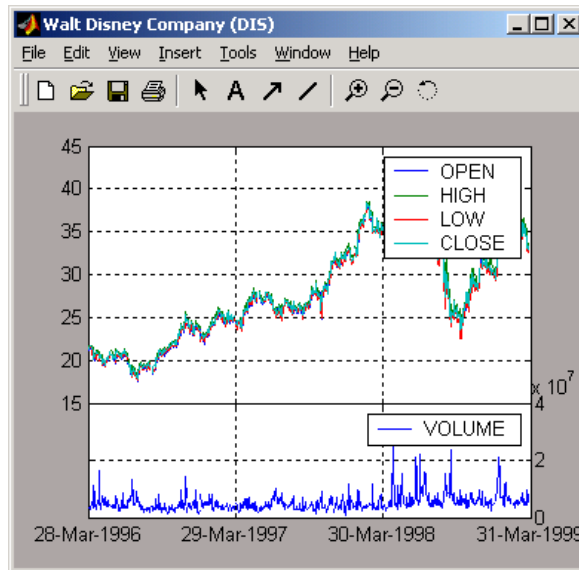 Walt Disney Company (DIS)
File Edit View Insert Tools Window Help
A
45
40
35
30
25
20
15
OPEN
HIGH
LOW
CLOSE
x 10^7
4
2
0
VOLUME
28-Mar-1996 29-Mar-1997 30-Mar-1998 31-Mar-1999